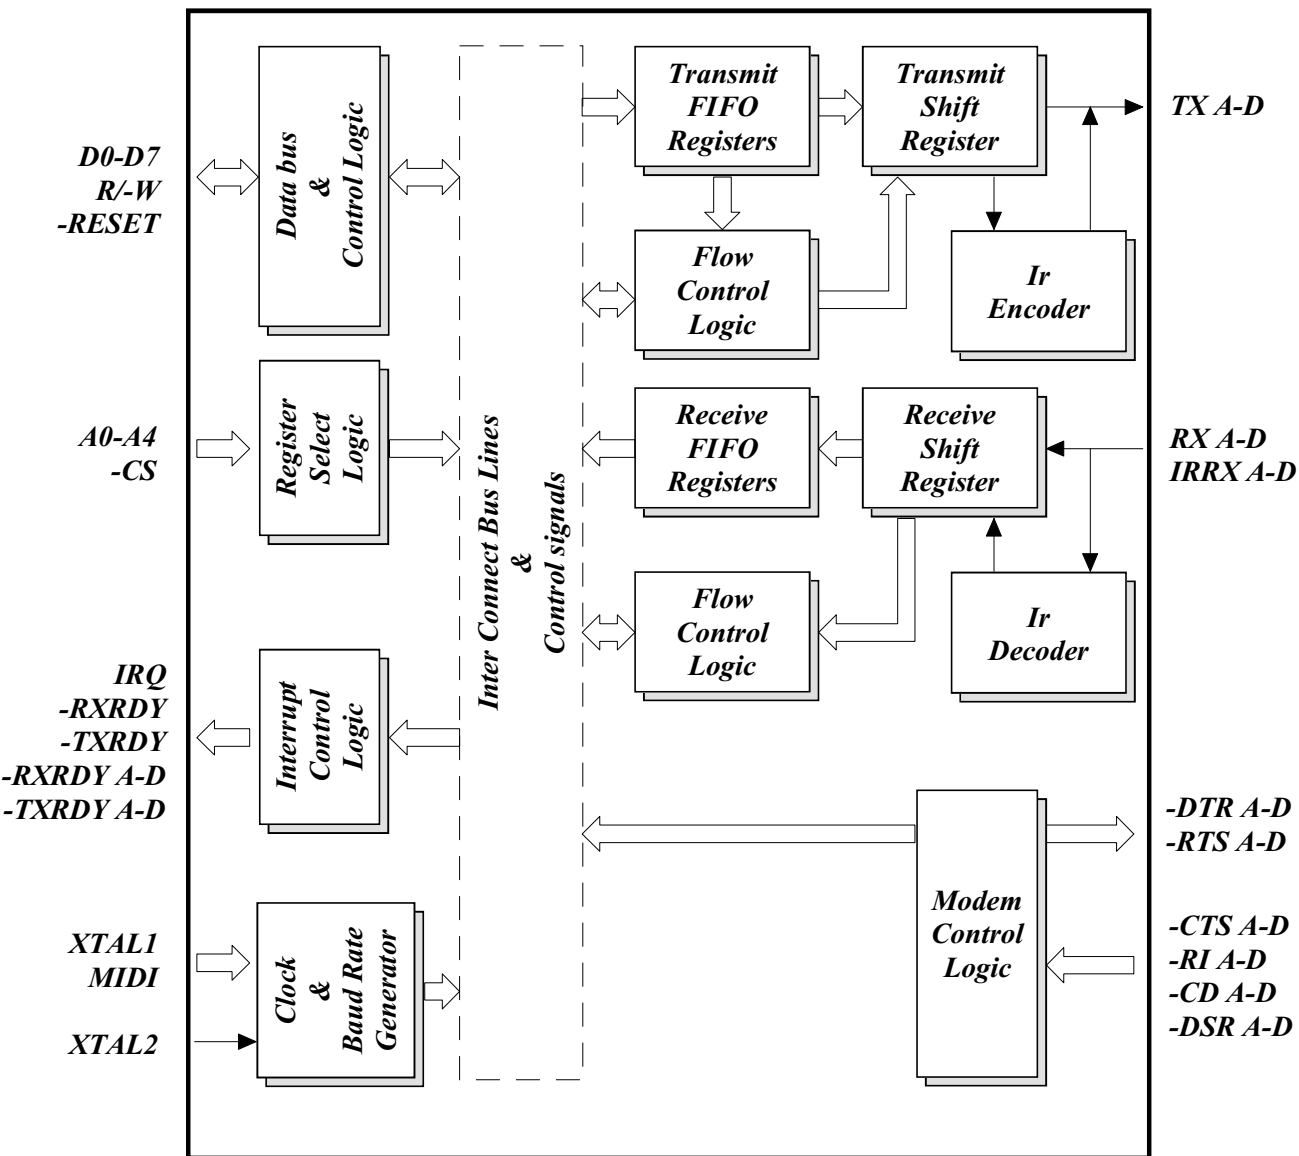 D0-D7
R/-W
-RESET
Data bus
&
Control Logic
A0-A4
-CS
Register
Select
Logic
IRQ
-RXRDY
-TXRDY
-RXRDY A-D
-TXRDY A-D
Interrupt
Control
Logic
XTAL1
MIDI
XTAL2
Clock
&
Baud Rate
Generator
Inter Connect Bus Lines
&
Control signals
Transmit
FIFO
Registers
Transmit
Shift
Register
TX A-D
Flow
Control
Logic
Ir
Encoder
Receive
FIFO
Registers
Receive
Shift
Register
RX A-D
IRRX A-D
Flow
Control
Logic
Ir
Decoder
Modem
Control
Logic
-DTR A-D
-RTS A-D
-CTS A-D
-RI A-D
-CD A-D
-DSR A-D